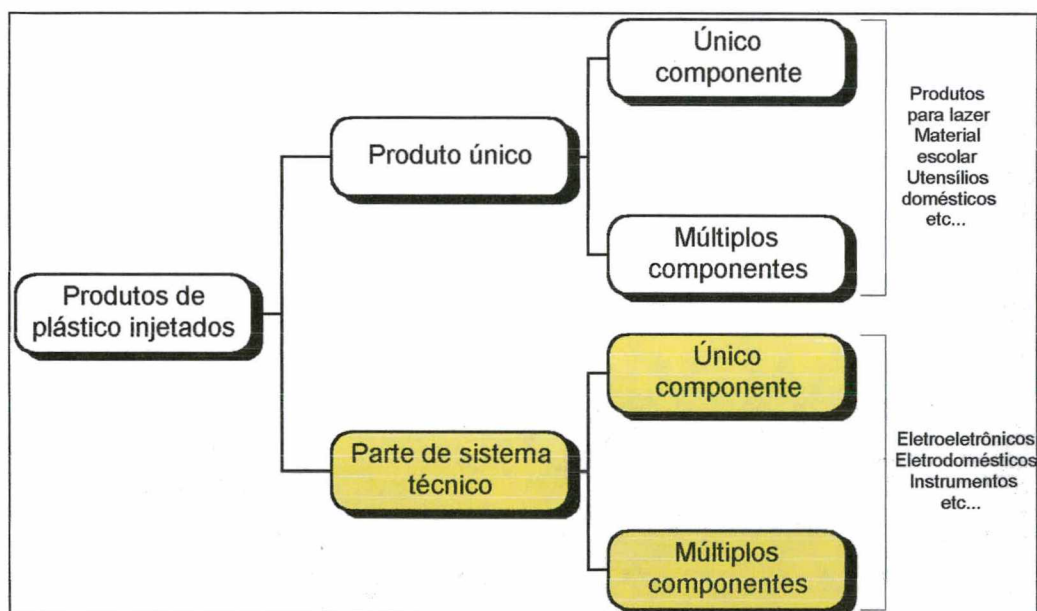 Produtos de
plástico injetados
Produto único
Único
componente
Múltiplos
componentes
Produtos
para lazer
Material
escolar
Utensílios
domésticos
etc...
Parte de sistema
técnico
Único
componente
Múltiplos
componentes
Eletroeletrônicos
Eletrodomésticos
Instrumentos
etc...